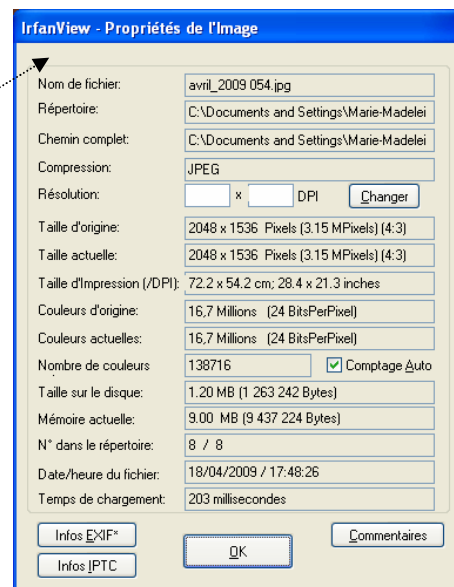 IrfanView - Propriétés de l'Image
Nom de fichier: avril_2009 054.jpg
Répertoire: C:\Documents and Settings\Marie-Madelei
Chemin complet: C:\Documents and Settings\Marie-Madelei
Compression: JPEG
Résolution: x DPI Changer
Taille d'origine: 2048 x 1536 Pixels (3.15 MPixels) (4:3)
Taille actuelle: 2048 x 1536 Pixels (3.15 MPixels) (4:3)
Taille d'Impression (/DPI): 72.2 x 54.2 cm; 28.4 x 21.3 inches
Couleurs d'origine: 16,7 Millions (24 BitsPerPixel)
Couleurs actuelles: 16,7 Millions (24 BitsPerPixel)
Nombre de couleurs 138716 Comptage Auto
Taille sur le disque: 1.20 MB (1 263 242 Bytes)
Mémoire actuelle: 9.00 MB (9 437 224 Bytes)
N° dans le répertoire: 8 / 8
Date/heure du fichier: 18/04/2009 / 17:48:26
Temps de chargement: 203 millisecondes
Infos EXIF* OK Commentaires
Infos IPTC